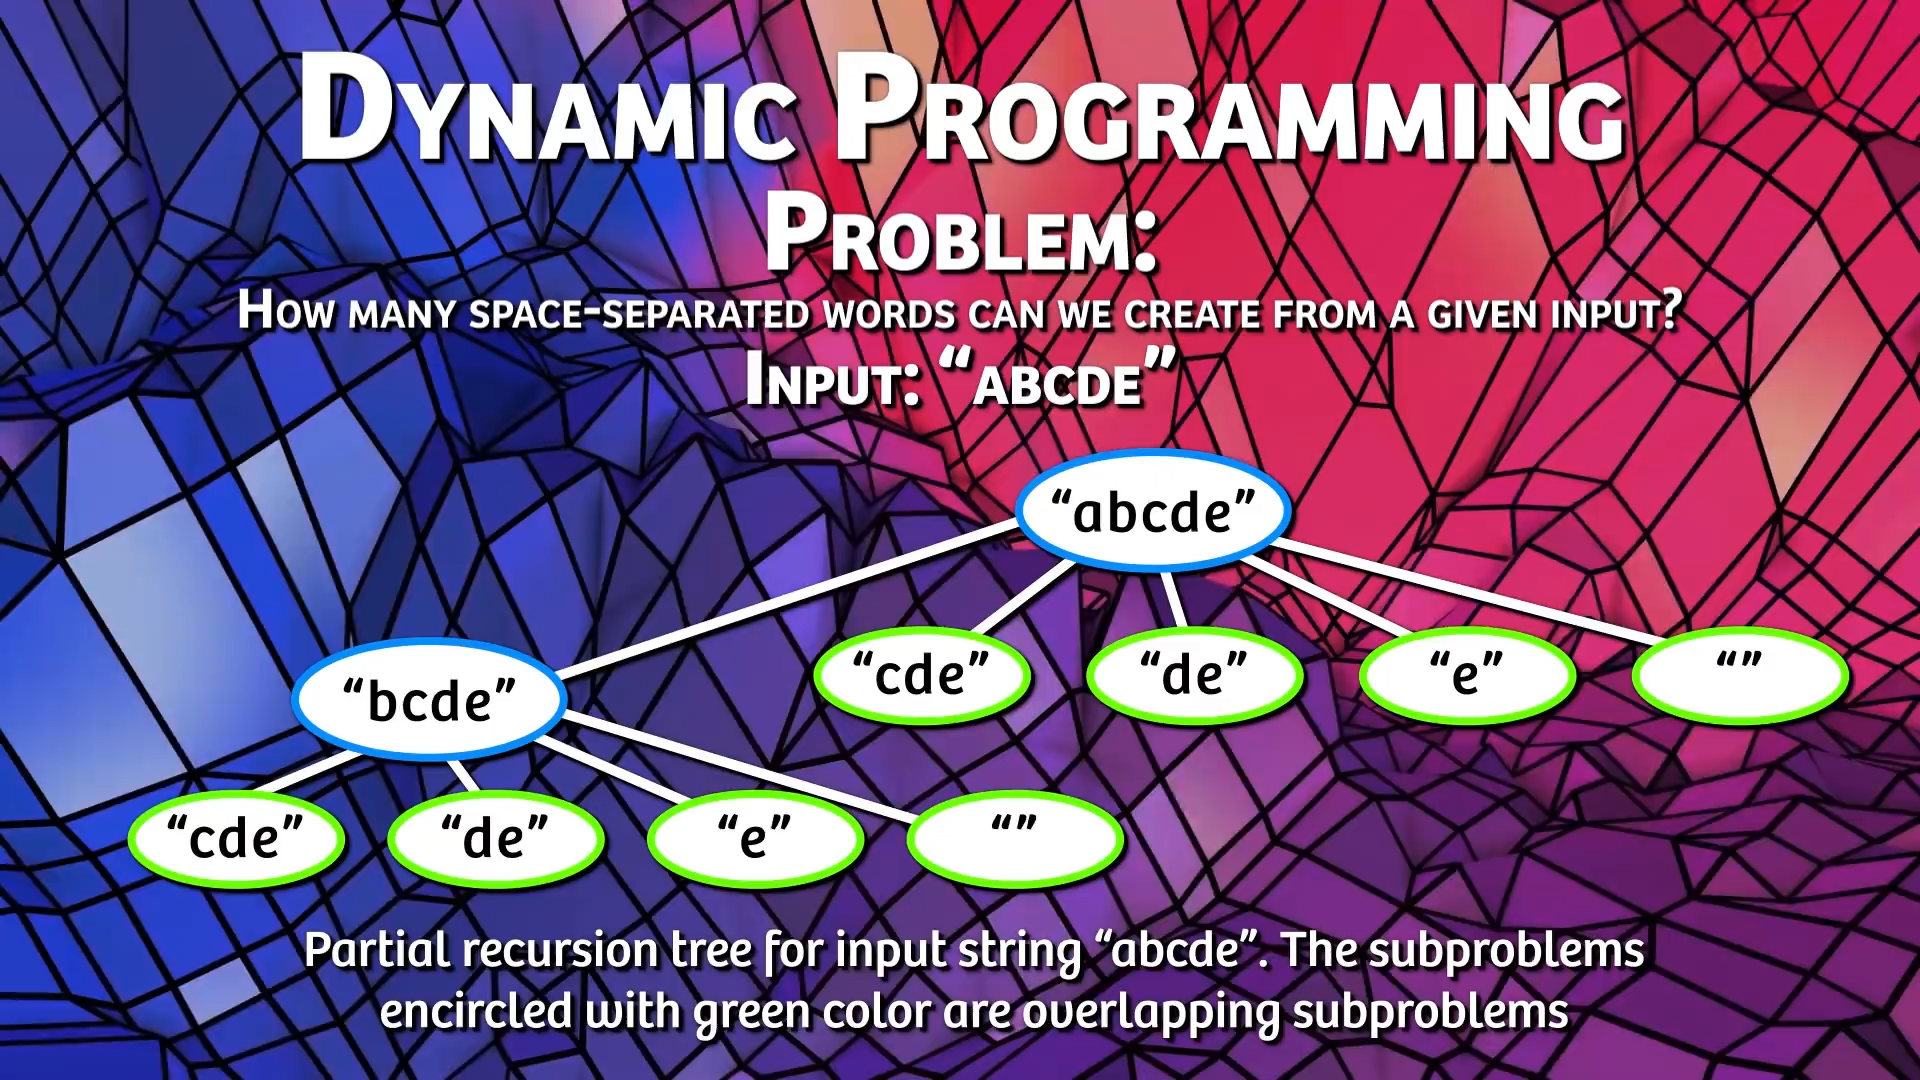 Dynamic Programming
Problem:
How many space-separated words can we create from a given input?
Input: “abcde”
“abcde”
“bcde” “cde” “de” “e” “”
“cde” “de” “e” “”
Partial recursion tree for input string “abcde”. The subproblems
encircled with green color are overlapping subproblems